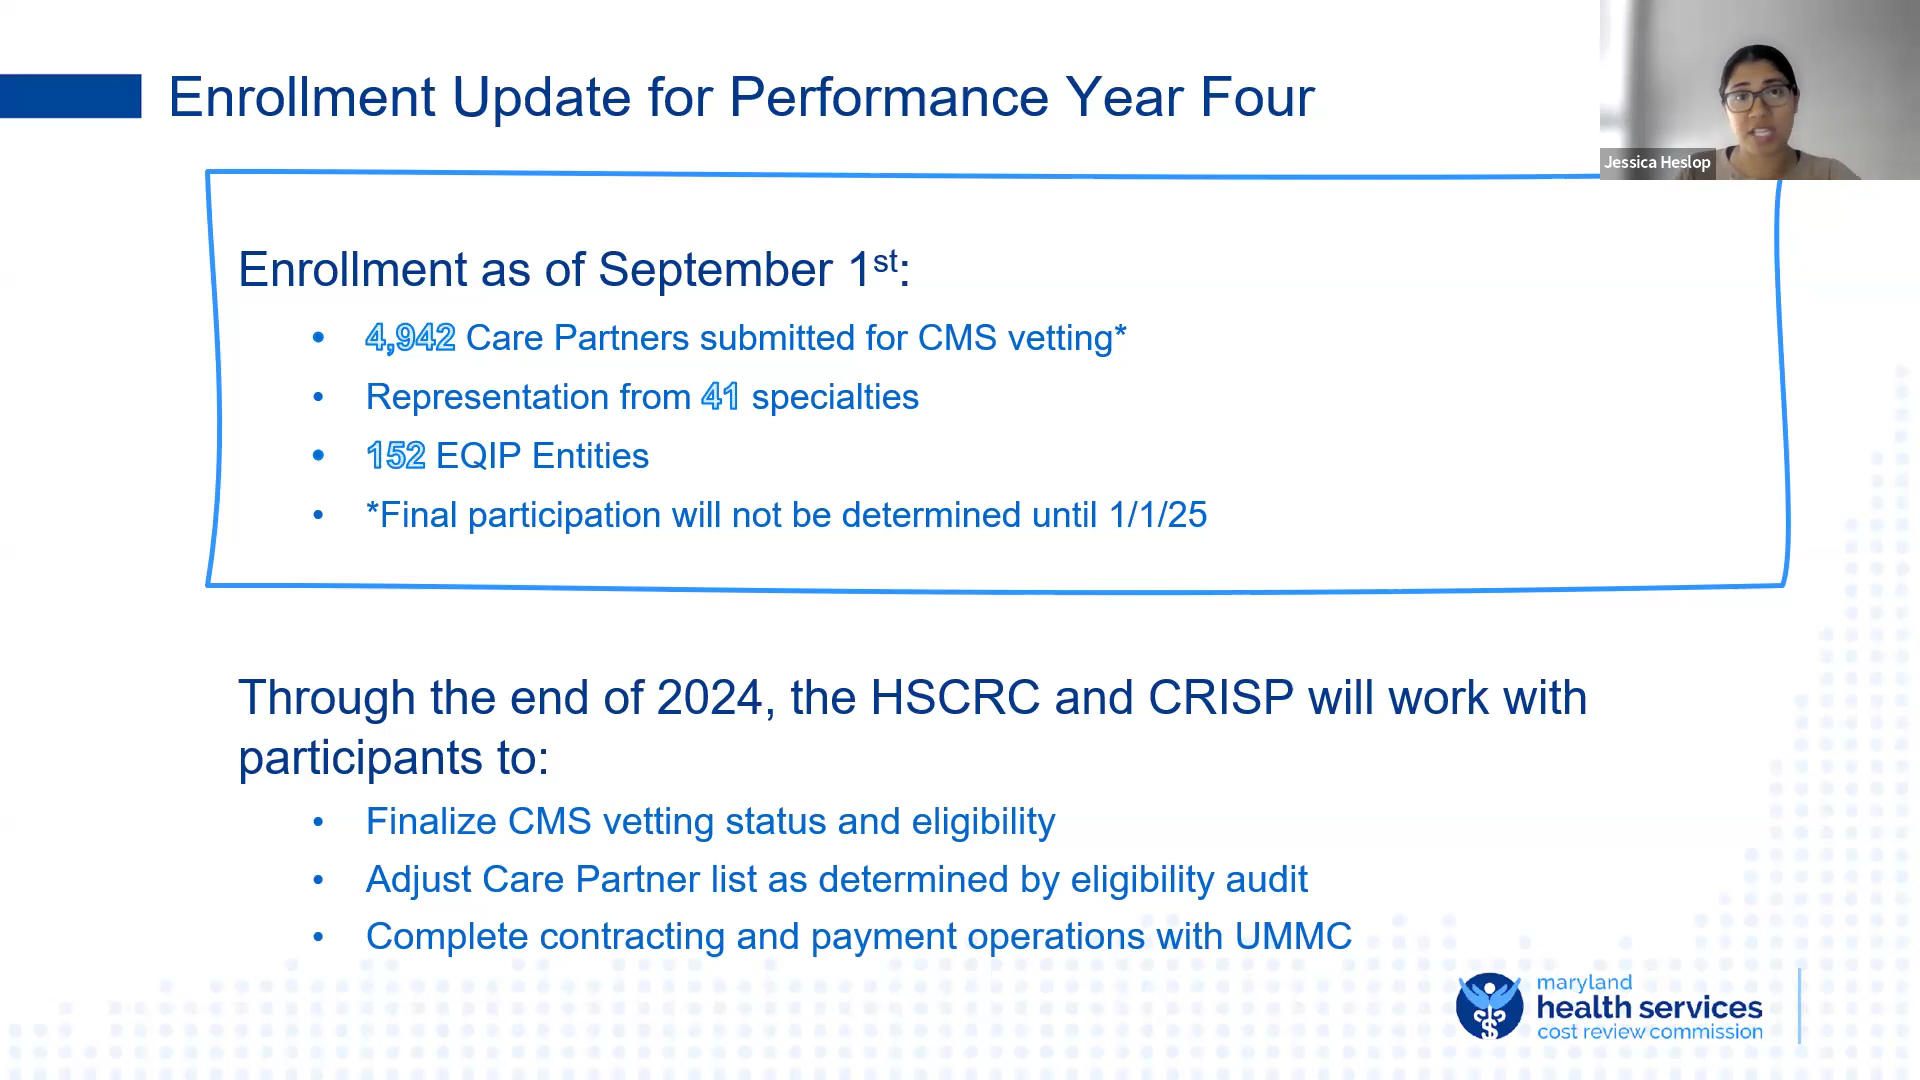 Enrollment Update for Performance Year Four
Jessica Heslop
Enrollment as of September 1st:
• 4,942 Care Partners submitted for CMS vetting*
• Representation from 41 specialties
• 152 EQIP Entities
• *Final participation will not be determined until 1/1/25
Through the end of 2024, the HSCRC and CRISP will work with
participants to:
• Finalize CMS vetting status and eligibility
• Adjust Care Partner list as determined by eligibility audit
• Complete contracting and payment operations with UMMC
maryland
health services
cost review commission